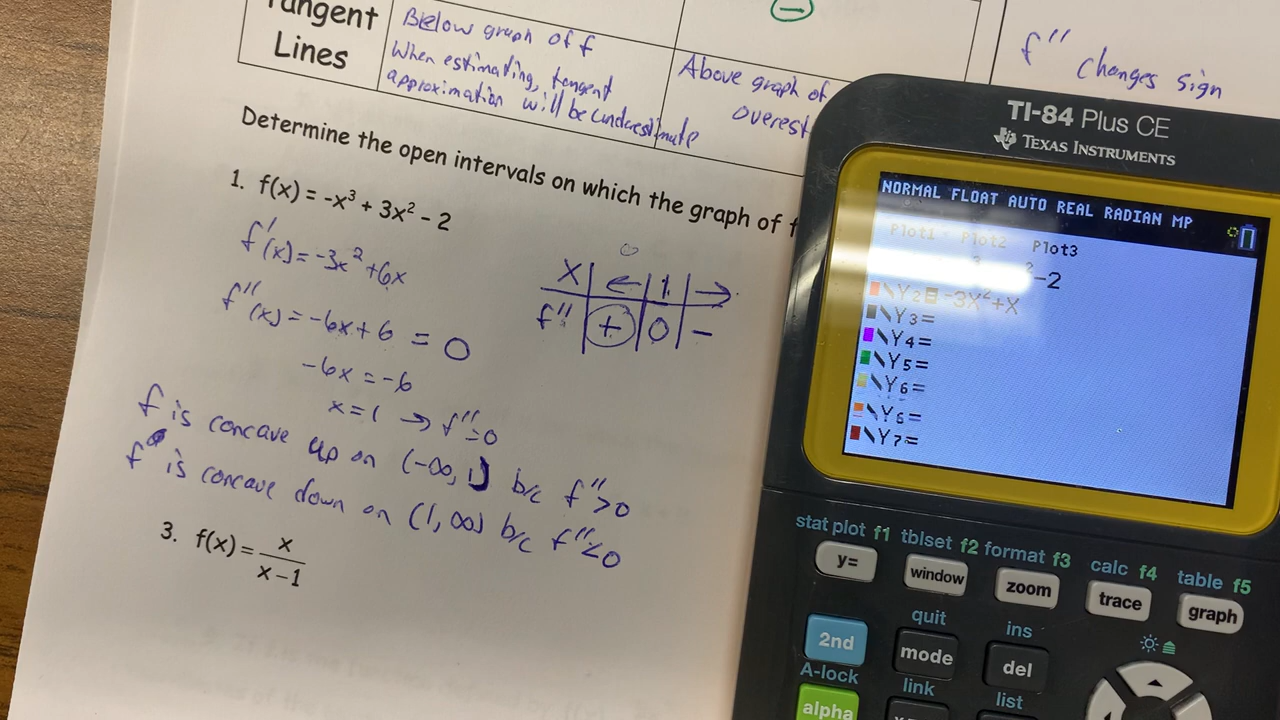 Tangent
Lines
Below graph of f
When estimating, tangent
approximation will be underestimate
Above graph of
overest
f" changes sign
Determine the open intervals on which the graph of f
1. f(x) = -x³ + 3x² - 2
f'(x) = -3x² + 6x
f"(x) = -6x + 6 = 0
-6x = -6
x = 1 → f" = 0
x ← 1 →
f" + 0 -
f is concave up on (-∞, 1) b/c f" > 0
f is concave down on (1, ∞) b/c f" < 0
3. f(x) = x/(x-1)
TI-84 Plus CE
TEXAS INSTRUMENTS
NORMAL FLOAT AUTO REAL RADIAN MP
Plot1 Plot2 Plot3
²-2
\Y2=-3X²+X
\Y3=
\Y4=
\Y5=
\Y6=
\Y6=
\Y7=
stat plot f1 tblset f2 format f3 calc f4 table f5
y= window zoom trace graph
quit ins
2nd mode del
A-lock link list
alpha